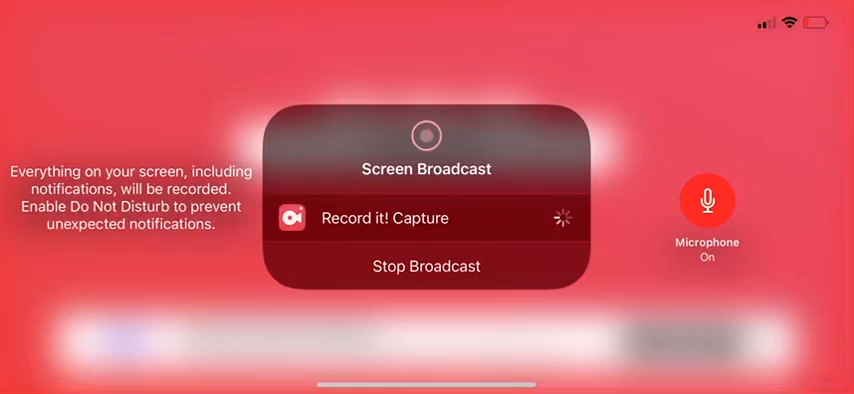 Everything on your screen, including
notifications, will be recorded.
Enable Do Not Disturb to prevent
unexpected notifications.
Screen Broadcast
Record it! Capture
Stop Broadcast
Microphone
On